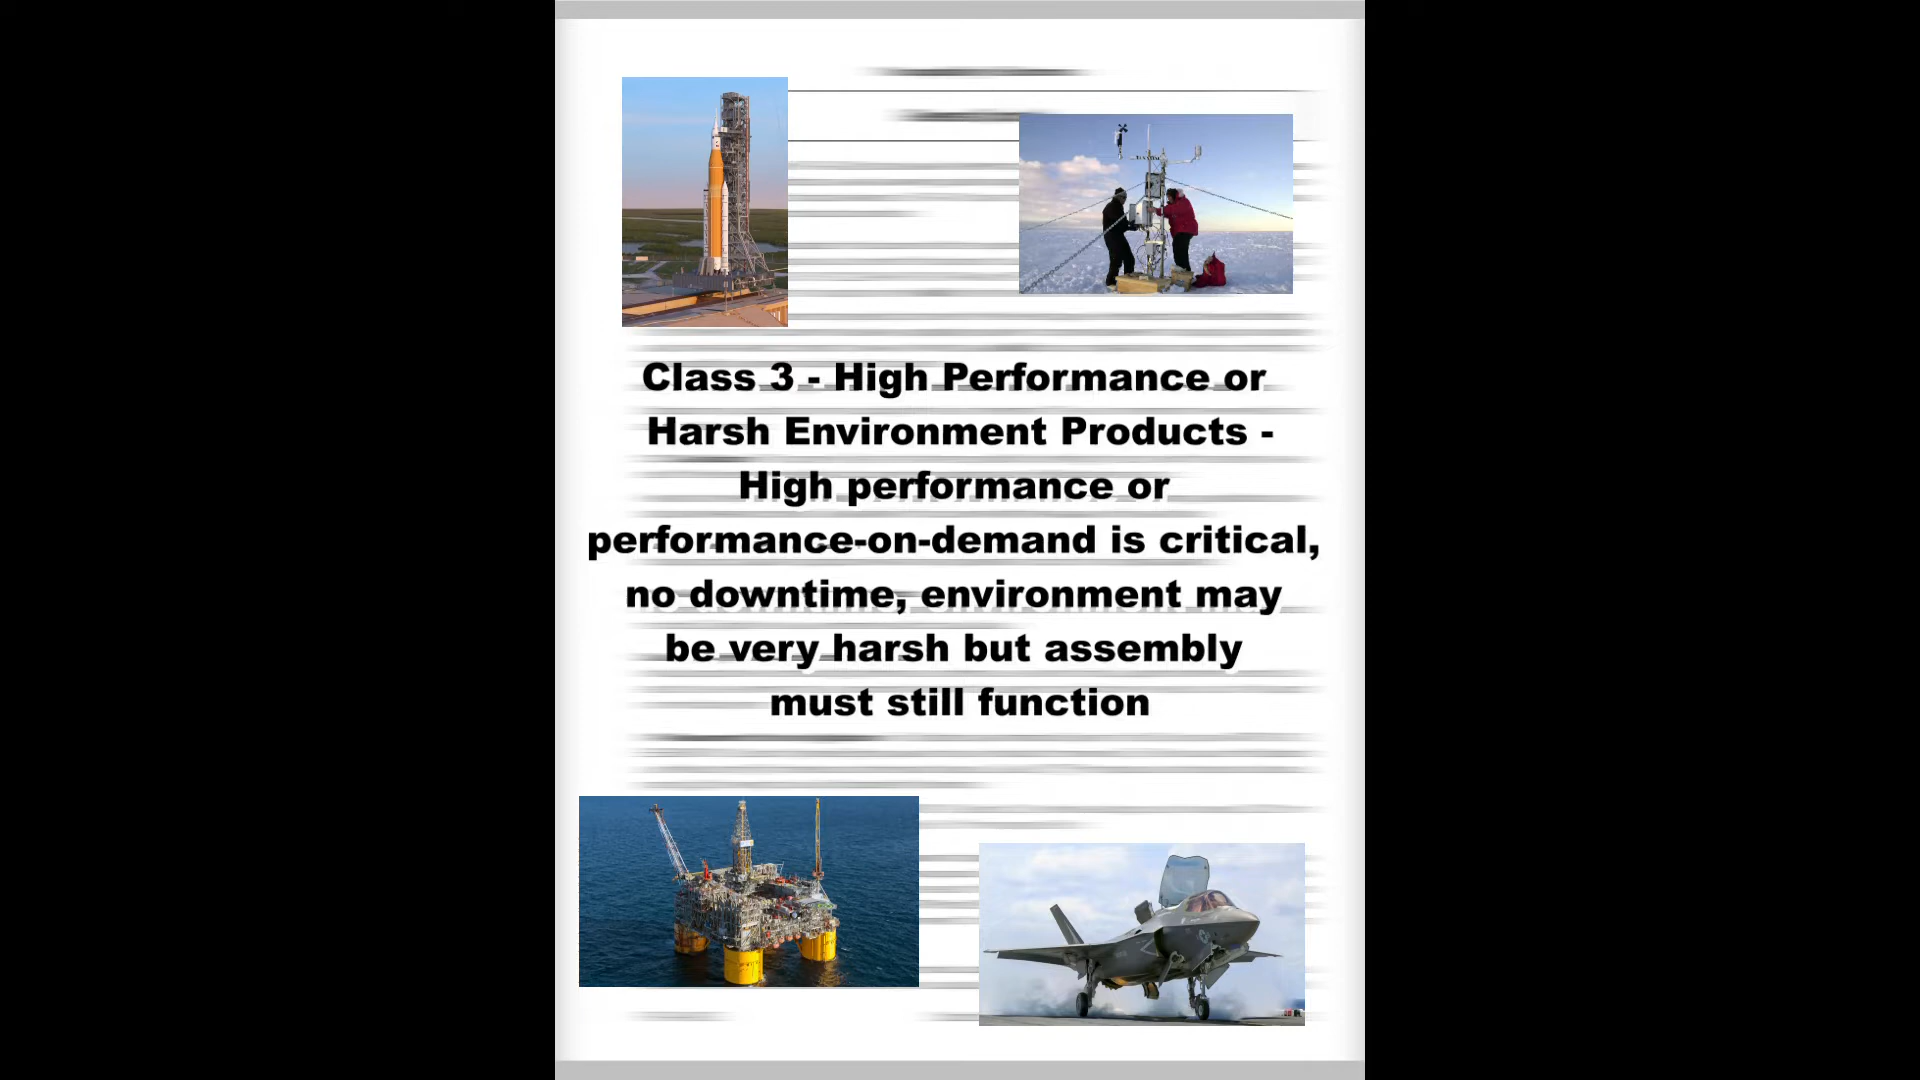 Class 3 - High Performance or
Harsh Environment Products -
High performance or
performance-on-demand is critical,
no downtime, environment may
be very harsh but assembly
must still function